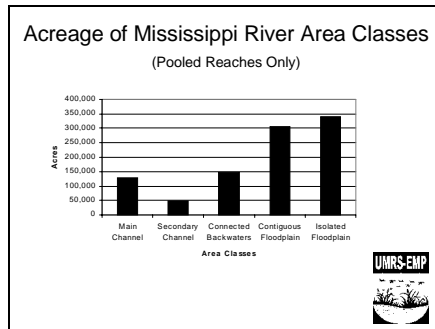 Acreage of Mississippi River Area Classes
(Pooled Reaches Only)
400,000
350,000
300,000
250,000
200,000
150,000
100,000
50,000
0
Acres
Main Channel
Secondary Channel
Connected Backwaters
Contiguous Floodplain
Isolated Floodplain
Area Classes
UMRS-EMP